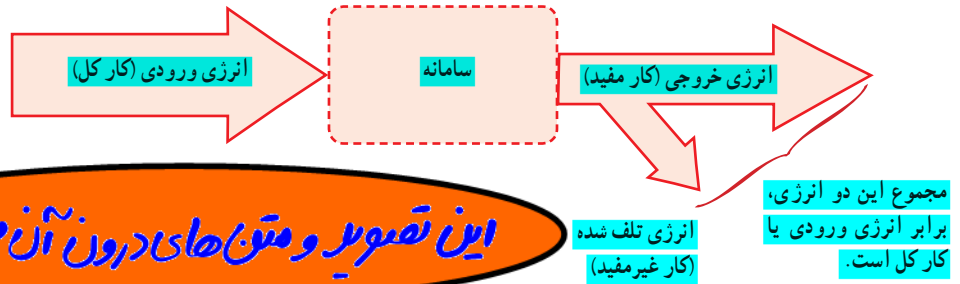 انرژی ورودی (کار کل)
سامانه
انرژی خروجی (کار مفید)
مجموع این دو انرژی،
برابر انرژی ورودی یا
کار کل است.
انرژی تلف شده
(کار غیرمفید)
این تصویر و متن های درون آن